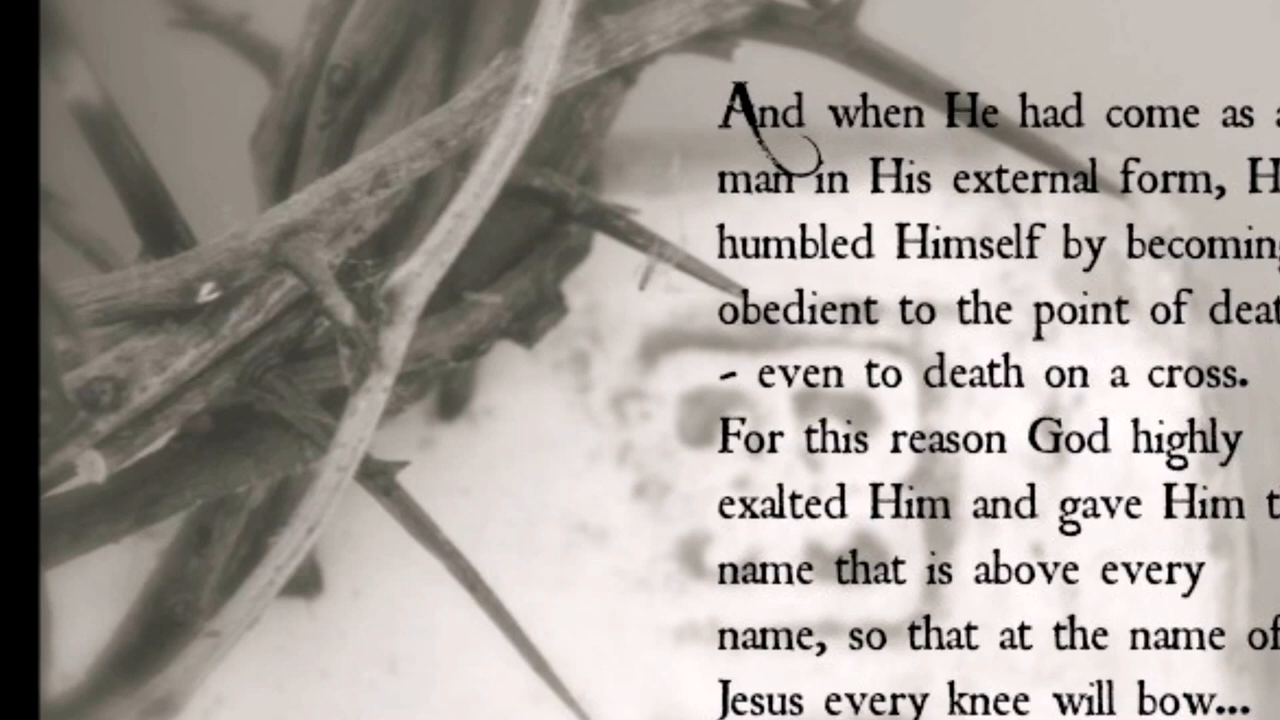 And when He had come as a
man in His external form, H
humbled Himself by becoming
obedient to the point of deat
- even to death on a cross.
For this reason God highly
exalted Him and gave Him t
name that is above every
name, so that at the name of
Jesus every knee will bow...